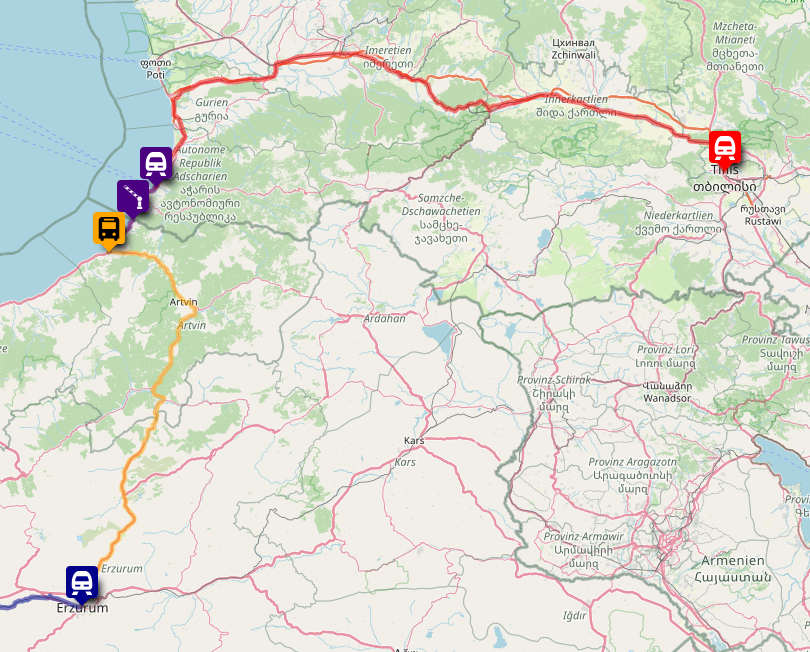 Mzcheta-
Mtianeti
მცხეთა-
მთიანეთი
Цхинвал
Zchinwali
Imeretien
იმერეთი
ფოთი
Poti
Gurien
გურია
Innerkartlien
შიდა ქართლი
Autonome
Republik
Adscharien
აჭარის
ავტონომიური
რესპუბლიკა
Tiflis
თბილისი
რუსთავი
Rustawi
Samzche-
Dschawachetien
სამცხე-
ჯავახეთი
Niederkartlien
ქვემო ქართლი
Artvin
Artvin
Ardahan
Provinz Tawus
Տավուշի
մարզ
Provinz Lori
Լոռու մարզ
Provinz-Schirak
Շիրակի
մարզ
Վանաձոր
Wanadsor
Kars
Kars
Provinz Aragazotn
Արագածոտնի
մարզ
Provinz Armawir
Արմավիրի
մարզ
Armenien
Հայաստան
Erzurum
Erzurum
Iğdır